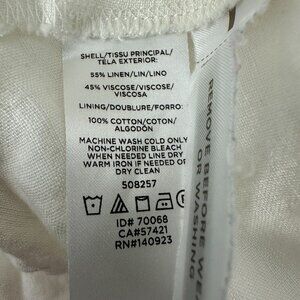 SHELL/TISSU PRINCIPAL/
TELA EXTERIOR:
55% LINEN/LIN/LINO
45% VISCOSE/VISCOSE/
VISCOSA
LINING/DOUBLURE/FORRO:
100% COTTON/COTON/
ALGODÓN
MACHINE WASH COLD ONLY
NON-CHLORINE BLEACH
WHEN NEEDED LINE DRY
WARM IRON IF NEEDED OR
DRY CLEAN
508257
ID# 70068
CA#57421
RN#140923
REMOVE BEFORE WEA
OR WASHING